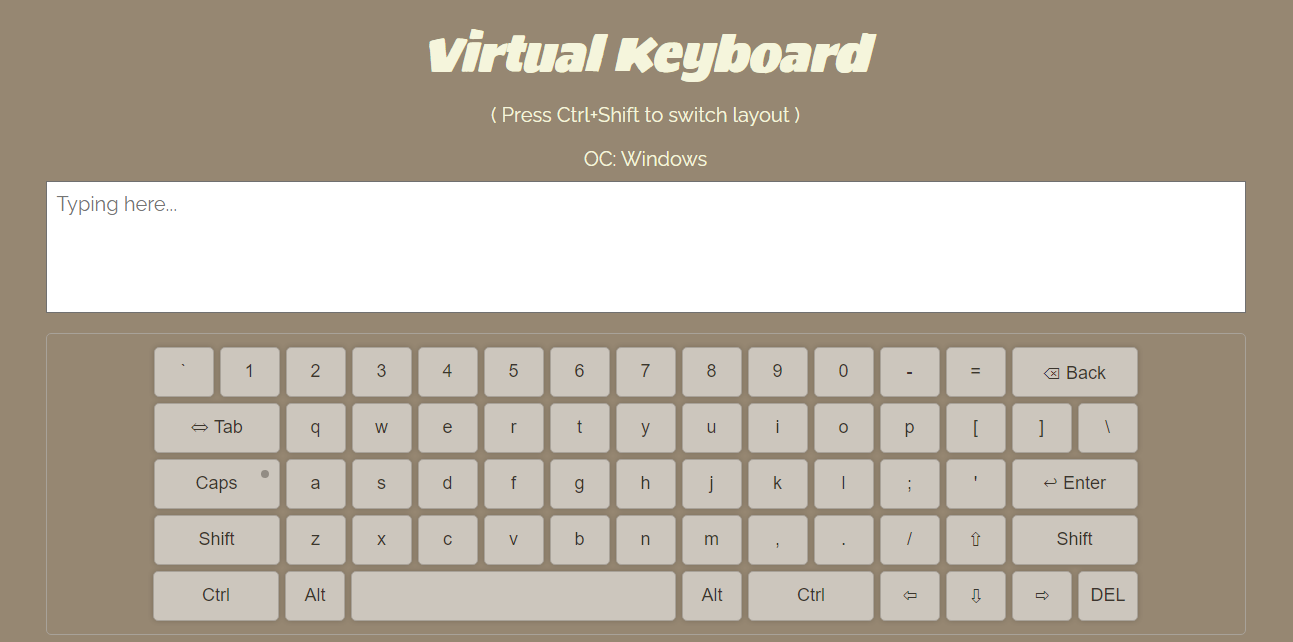 Virtual Keyboard
( Press Ctrl+Shift to switch layout )
OC: Windows
Typing here...
` 1 2 3 4 5 6 7 8 9 0 - = ⌫ Back
⇔ Tab q w e r t y u i o p [ ] \
Caps a s d f g h j k l ; ' ↩ Enter
Shift z x c v b n m , . / ⇧ Shift
Ctrl Alt Alt Ctrl ⇦ ⇩ ⇨ DEL